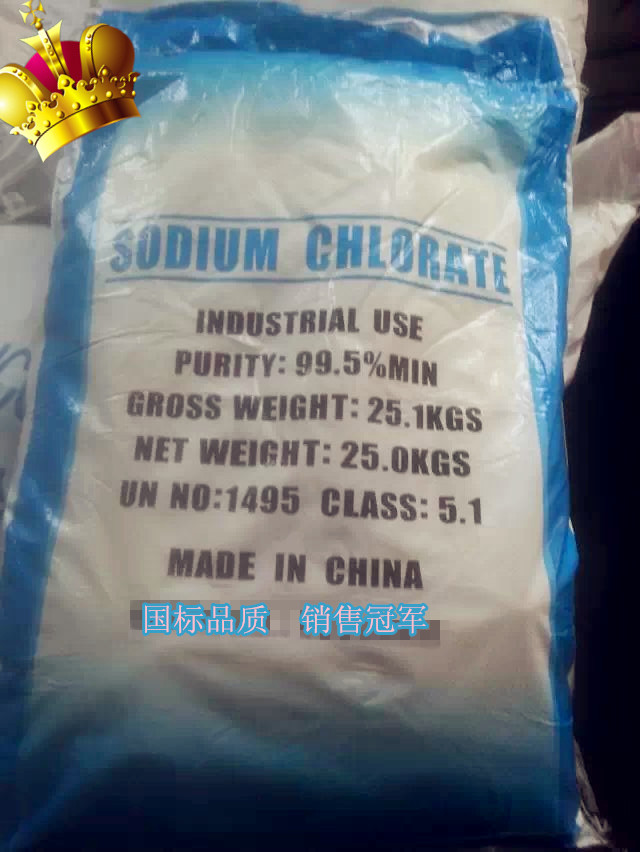 SODIUM CHLORATE
INDUSTRIAL USE
PURITY: 99.5%MIN
GROSS WEIGHT: 25.1KGS
NET WEIGHT: 25.0KGS
UN NO:1495 CLASS: 5.1
MADE IN CHINA
国标品质 销售冠军